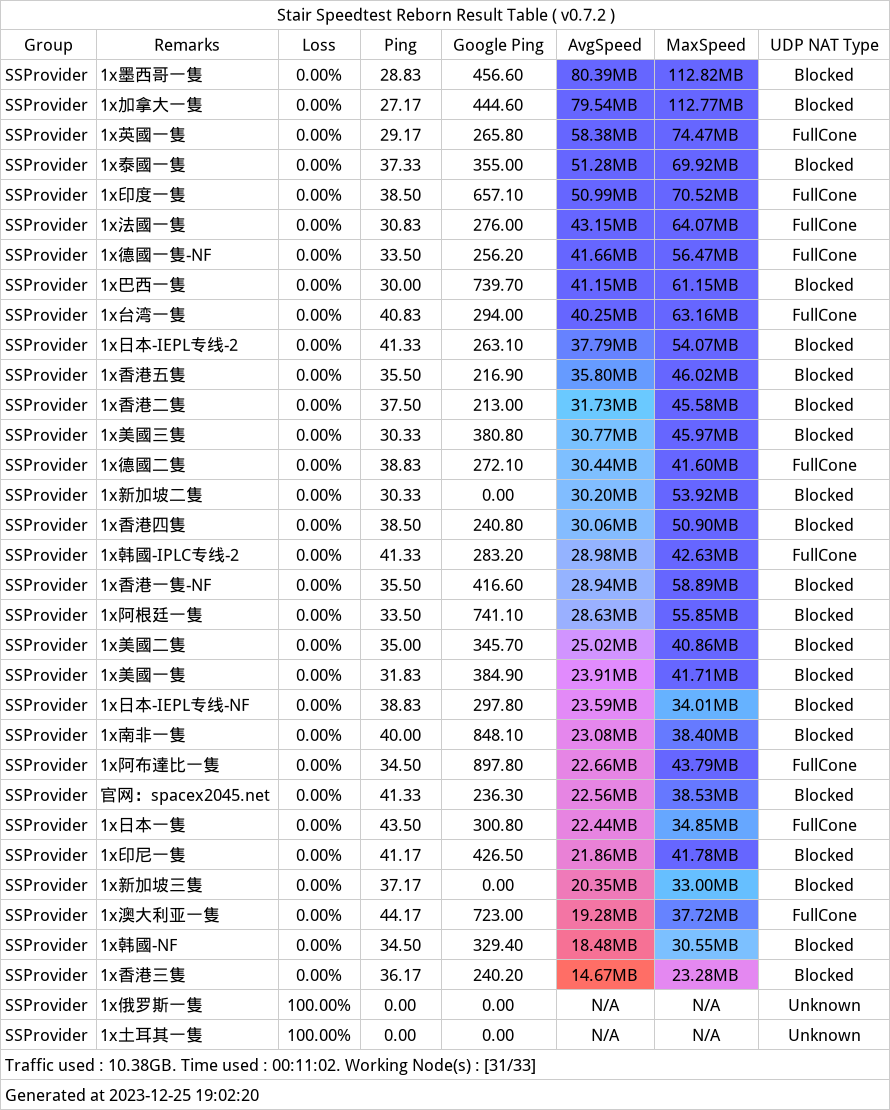 Stair Speedtest Reborn Result Table ( v0.7.2 )
Group Remarks Loss Ping Google Ping AvgSpeed MaxSpeed UDP NAT Type
SSProvider 1x墨西哥一隻 0.00% 28.83 456.60 80.39MB 112.82MB Blocked
SSProvider 1x加拿大一隻 0.00% 27.17 444.60 79.54MB 112.77MB Blocked
SSProvider 1x英國一隻 0.00% 29.17 265.80 58.38MB 74.47MB FullCone
SSProvider 1x泰國一隻 0.00% 37.33 355.00 51.28MB 69.92MB Blocked
SSProvider 1x印度一隻 0.00% 38.50 657.10 50.99MB 70.52MB FullCone
SSProvider 1x法國一隻 0.00% 30.83 276.00 43.15MB 64.07MB FullCone
SSProvider 1x德國一隻-NF 0.00% 33.50 256.20 41.66MB 56.47MB FullCone
SSProvider 1x巴西一隻 0.00% 30.00 739.70 41.15MB 61.15MB Blocked
SSProvider 1x台湾一隻 0.00% 40.83 294.00 40.25MB 63.16MB FullCone
SSProvider 1x日本-IEPL专线-2 0.00% 41.33 263.10 37.79MB 54.07MB Blocked
SSProvider 1x香港五隻 0.00% 35.50 216.90 35.80MB 46.02MB Blocked
SSProvider 1x香港二隻 0.00% 37.50 213.00 31.73MB 45.58MB Blocked
SSProvider 1x美國三隻 0.00% 30.33 380.80 30.77MB 45.97MB Blocked
SSProvider 1x德國二隻 0.00% 38.83 272.10 30.44MB 41.60MB FullCone
SSProvider 1x新加坡二隻 0.00% 30.33 0.00 30.20MB 53.92MB Blocked
SSProvider 1x香港四隻 0.00% 38.50 240.80 30.06MB 50.90MB Blocked
SSProvider 1x韩國-IPLC专线-2 0.00% 41.33 283.20 28.98MB 42.63MB FullCone
SSProvider 1x香港一隻-NF 0.00% 35.50 416.60 28.94MB 58.89MB Blocked
SSProvider 1x阿根廷一隻 0.00% 33.50 741.10 28.63MB 55.85MB Blocked
SSProvider 1x美國二隻 0.00% 35.00 345.70 25.02MB 40.86MB Blocked
SSProvider 1x美國一隻 0.00% 31.83 384.90 23.91MB 41.71MB Blocked
SSProvider 1x日本-IEPL专线-NF 0.00% 38.83 297.80 23.59MB 34.01MB Blocked
SSProvider 1x南非一隻 0.00% 40.00 848.10 23.08MB 38.40MB Blocked
SSProvider 1x阿布達比一隻 0.00% 34.50 897.80 22.66MB 43.79MB FullCone
SSProvider 官网：spacex2045.net 0.00% 41.33 236.30 22.56MB 38.53MB Blocked
SSProvider 1x日本一隻 0.00% 43.50 300.80 22.44MB 34.85MB FullCone
SSProvider 1x印尼一隻 0.00% 41.17 426.50 21.86MB 41.78MB Blocked
SSProvider 1x新加坡三隻 0.00% 37.17 0.00 20.35MB 33.00MB Blocked
SSProvider 1x澳大利亚一隻 0.00% 44.17 723.00 19.28MB 37.72MB FullCone
SSProvider 1x韩國-NF 0.00% 34.50 329.40 18.48MB 30.55MB Blocked
SSProvider 1x香港三隻 0.00% 36.17 240.20 14.67MB 23.28MB Blocked
SSProvider 1x俄罗斯一隻 100.00% 0.00 0.00 N/A N/A Unknown
SSProvider 1x土耳其一隻 100.00% 0.00 0.00 N/A N/A Unknown
Traffic used : 10.38GB. Time used : 00:11:02. Working Node(s) : [31/33]
Generated at 2023-12-25 19:02:20